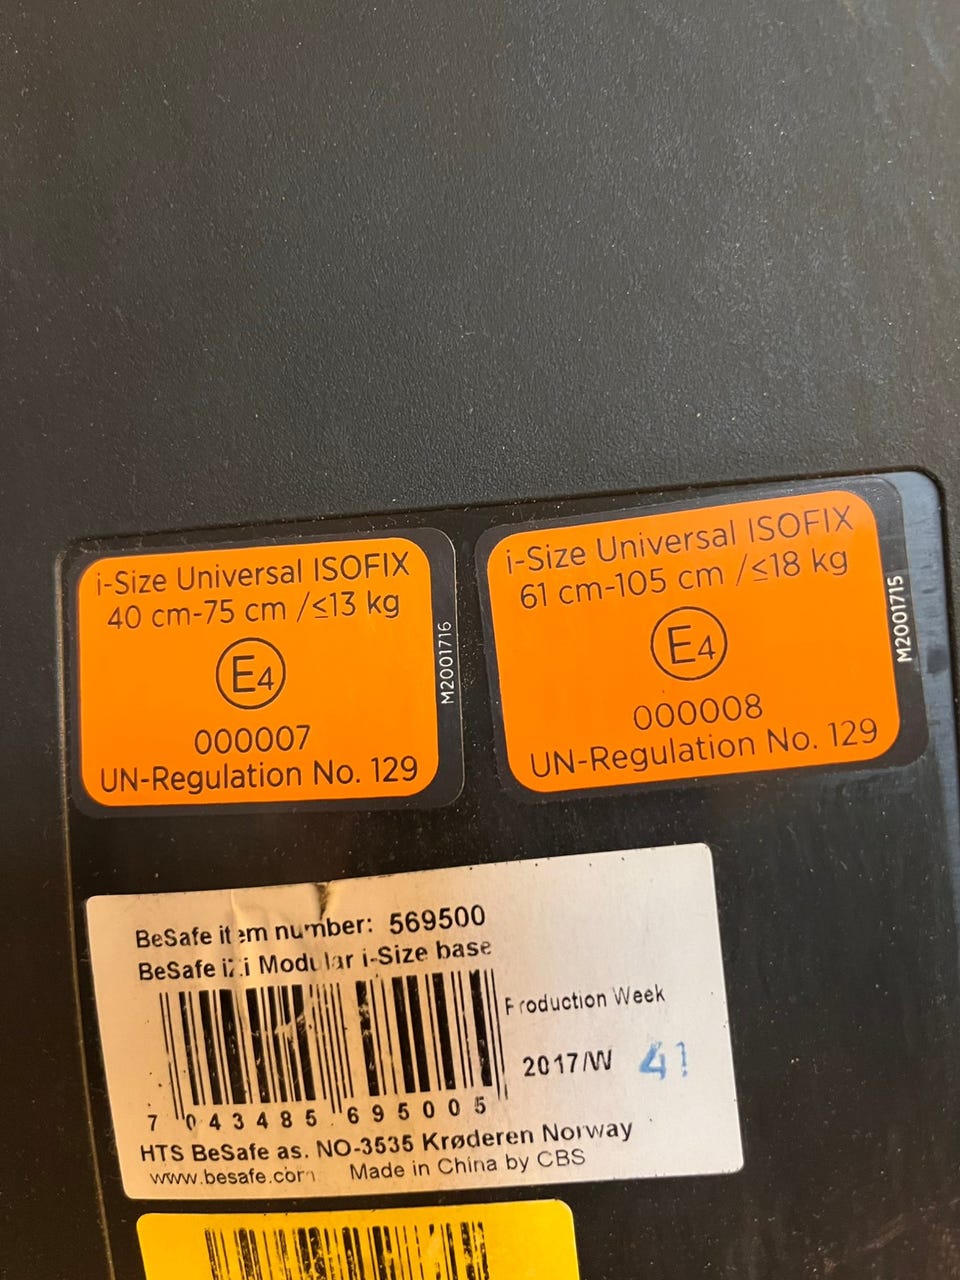 i-Size Universal ISOFIX
40 cm-75 cm /≤13 kg
E4
000007
UN-Regulation No. 129
M2001716
i-Size Universal ISOFIX
61 cm-105 cm /≤18 kg
E4
000008
UN-Regulation No. 129
M2001715
BeSafe item number: 569500
BeSafe iZi Modular i-Size base
Production Week
2017/W 41
7 043485 695005
HTS BeSafe as. NO-3535 Krøderen Norway
www.besafe.com Made in China by CBS